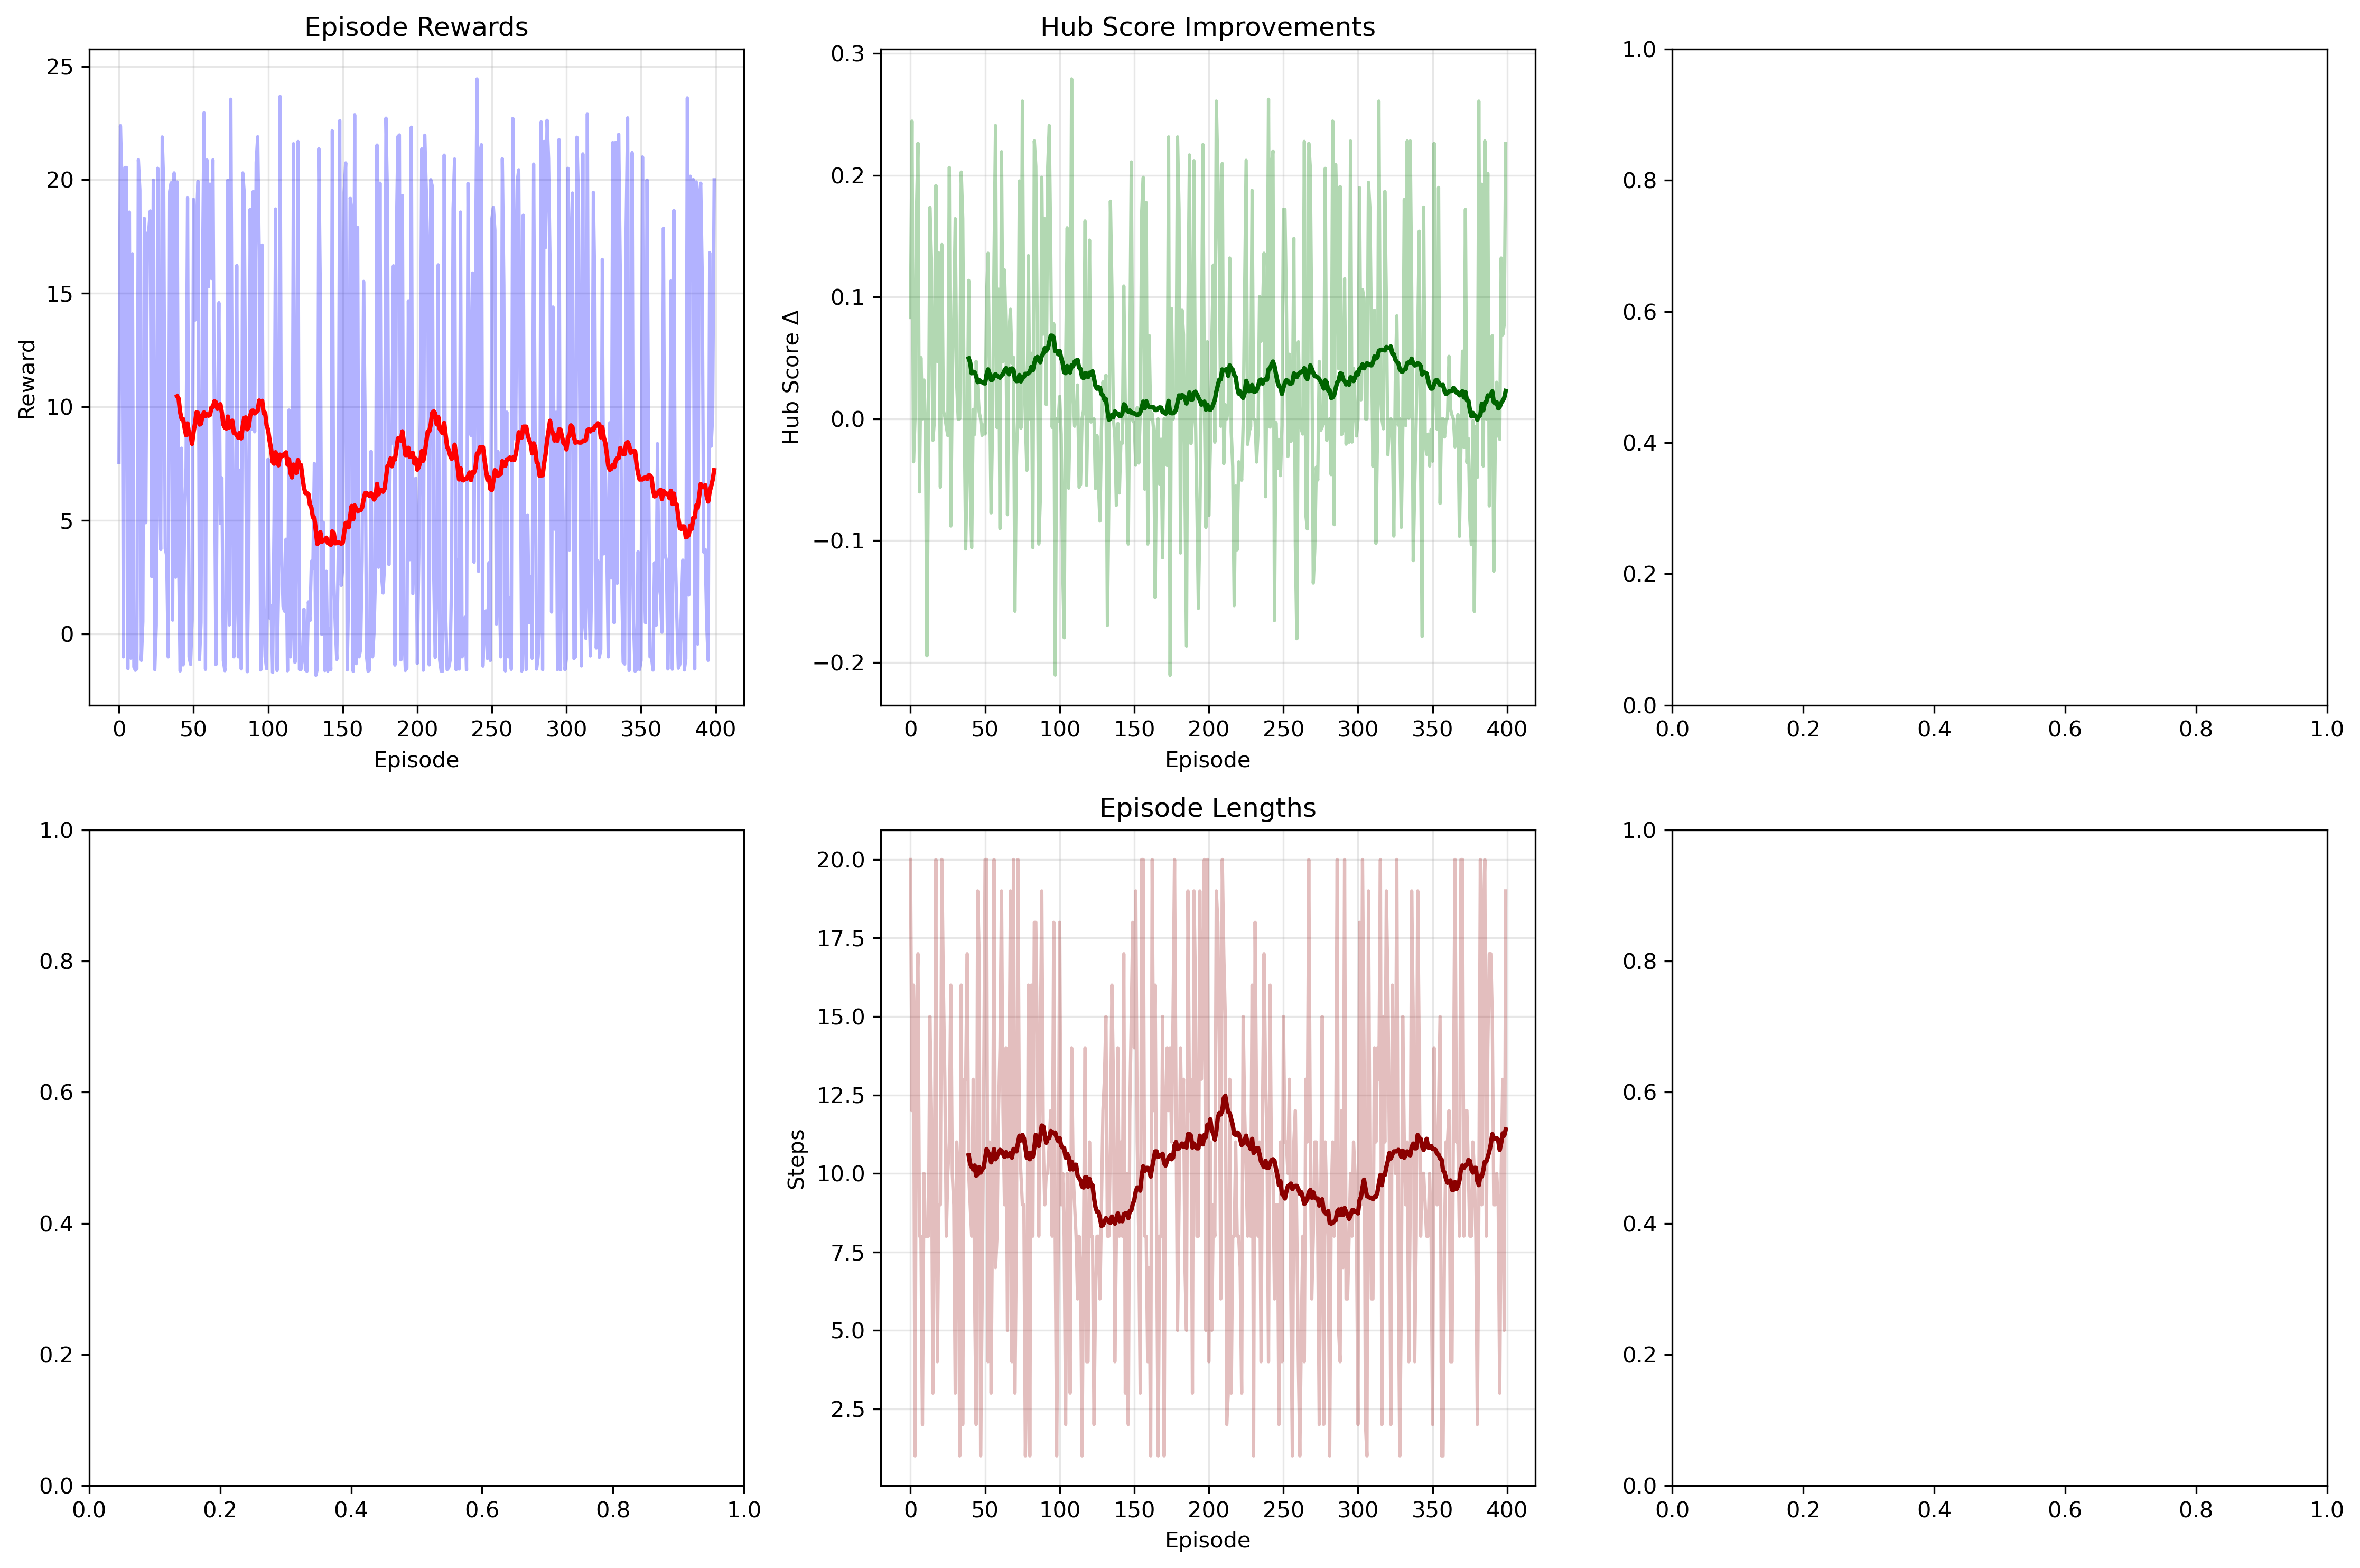 Episode Rewards
25
20
15
10
5
0
Reward
0 50 100 150 200 250 300 350 400
Episode
Hub Score Improvements
0.3
0.2
0.1
0.0
−0.1
−0.2
Hub Score Δ
0 50 100 150 200 250 300 350 400
Episode
1.0
0.8
0.6
0.4
0.2
0.0
0.0 0.2 0.4 0.6 0.8 1.0
1.0
0.8
0.6
0.4
0.2
0.0
0.0 0.2 0.4 0.6 0.8 1.0
Episode Lengths
20.0
17.5
15.0
12.5
10.0
7.5
5.0
2.5
Steps
0 50 100 150 200 250 300 350 400
Episode
1.0
0.8
0.6
0.4
0.2
0.0
0.0 0.2 0.4 0.6 0.8 1.0